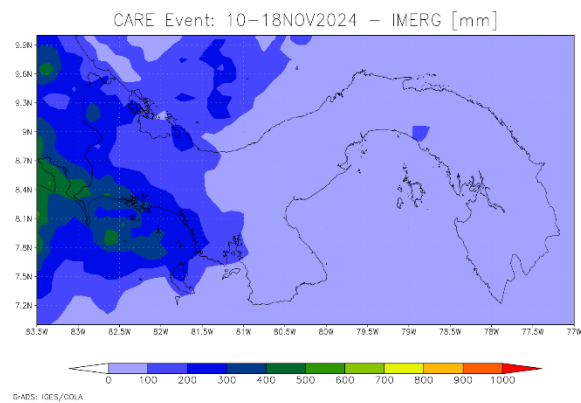 CARE Event: 10-18NOV2024 - IMERG [mm]
9.9N
9.6N
9.3N
9N
8.7N
8.4N
8.1N
7.8N
7.5N
7.2N
83.5W 83W 82.5W 82W 81.5W 81W 80.5W 80W 79.5W 79W 78.5W 78W 77.5W 77W
0 100 200 300 400 500 600 700 800 900 1000
GrADS: IGES/COLA